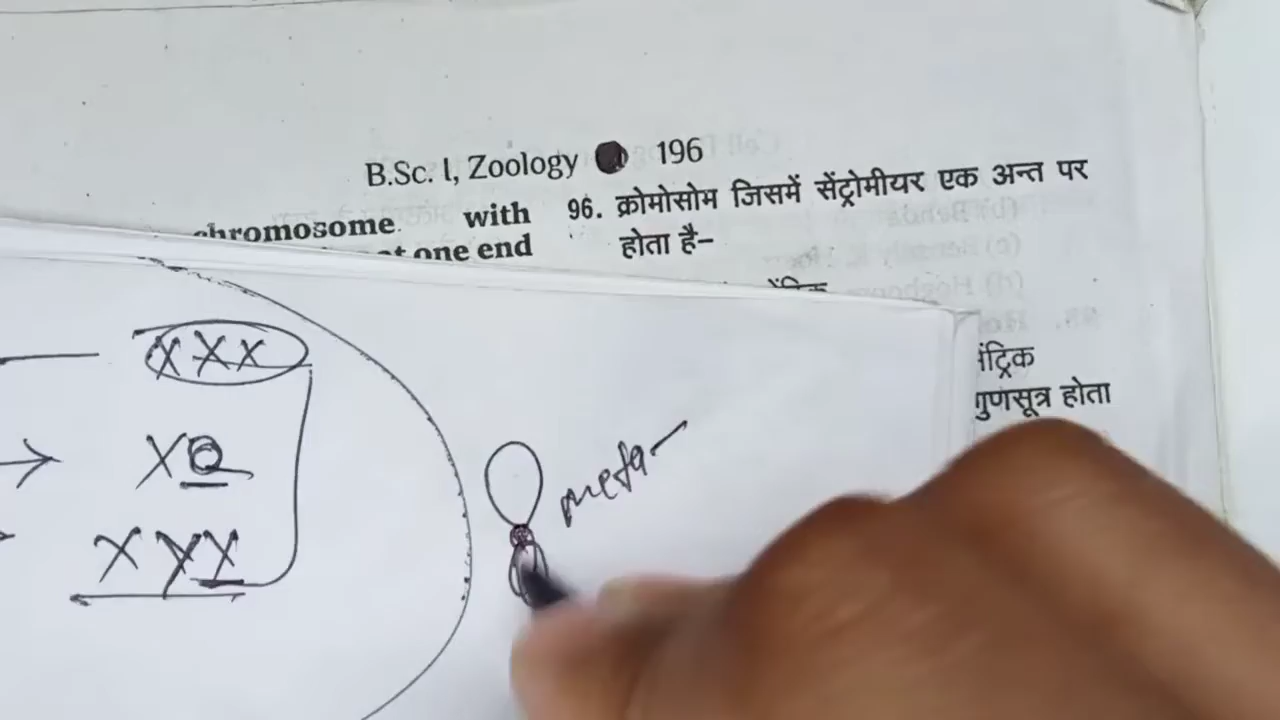 B.Sc. I, Zoology 196
chromosome with
at one end
96. क्रोमोसोम जिसमें सेंट्रोमीयर एक अन्त पर
होता है-
गुणसूत्र होता
XXX
XO
XYY
meta-